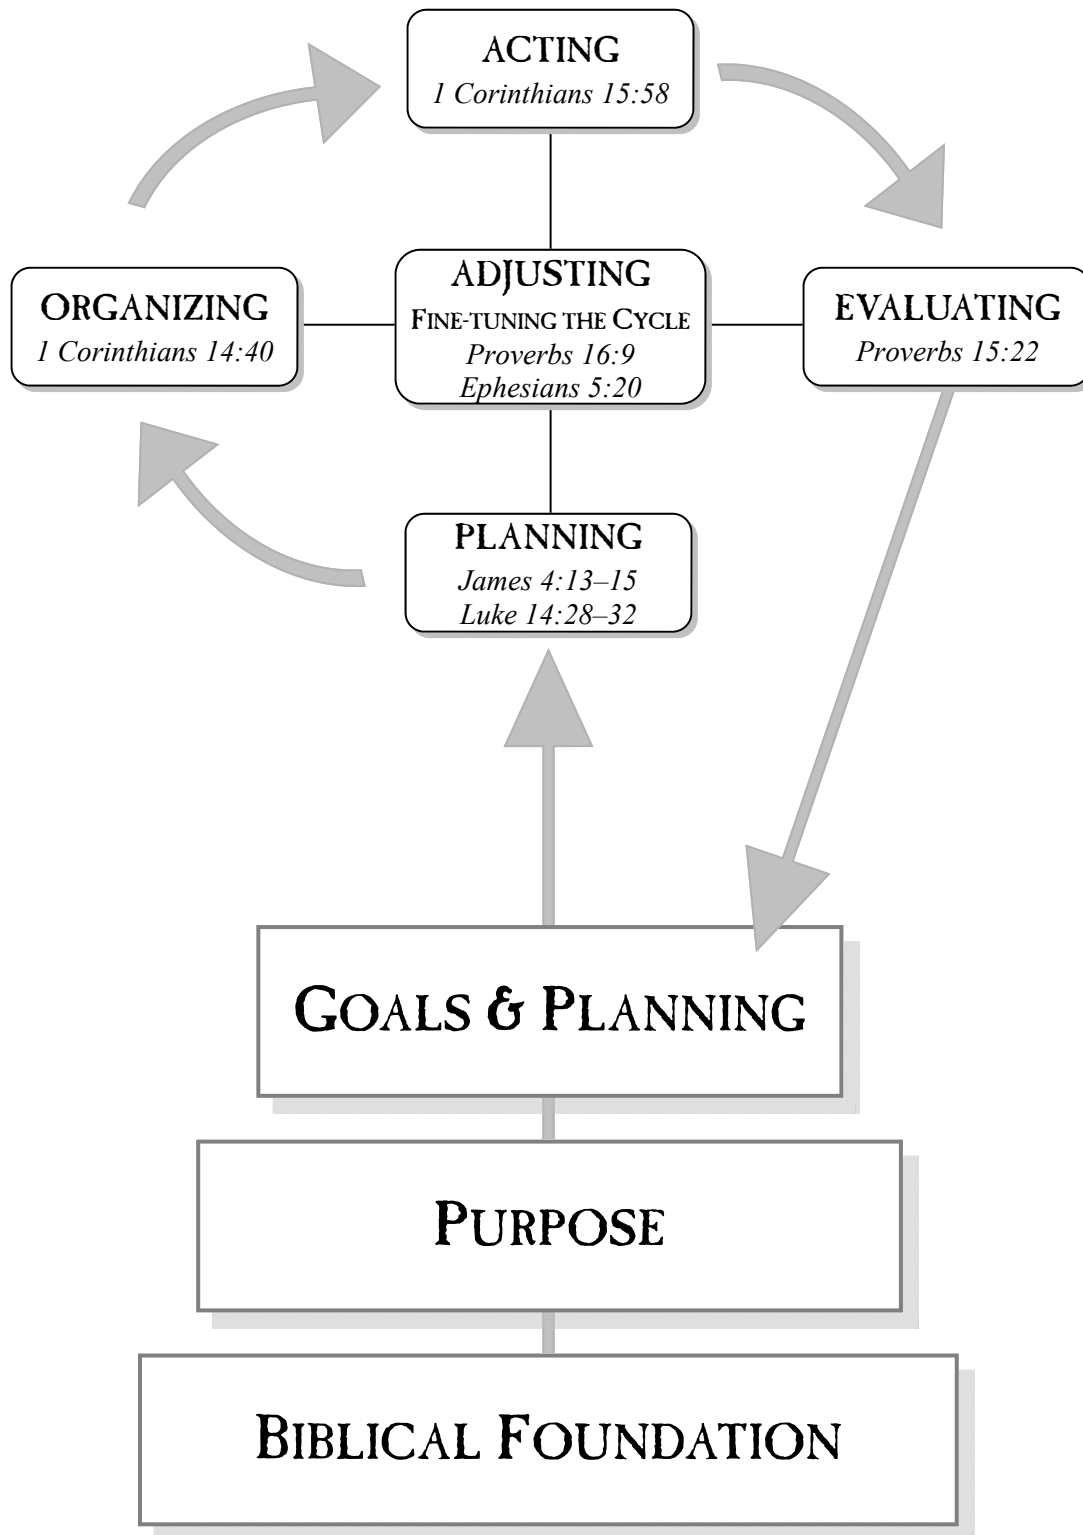 ACTING
1 Corinthians 15:58
ORGANIZING
1 Corinthians 14:40
ADJUSTING
FINE-TUNING THE CYCLE
Proverbs 16:9
Ephesians 5:20
EVALUATING
Proverbs 15:22
PLANNING
James 4:13–15
Luke 14:28–32
GOALS & PLANNING
PURPOSE
BIBLICAL FOUNDATION